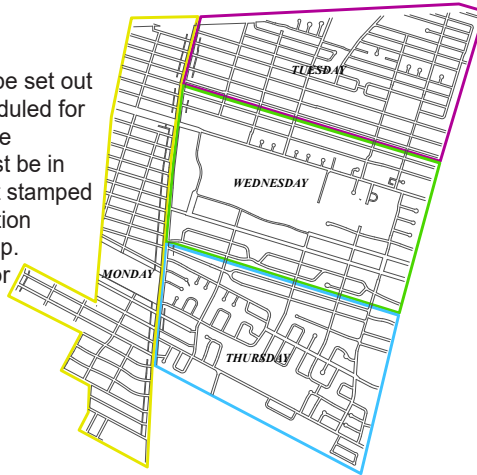 TUESDAY
be set out
duled for
e
st be in
WEDNESDAY
t stamped
tion
p.
or
MONDAY
THURSDAY